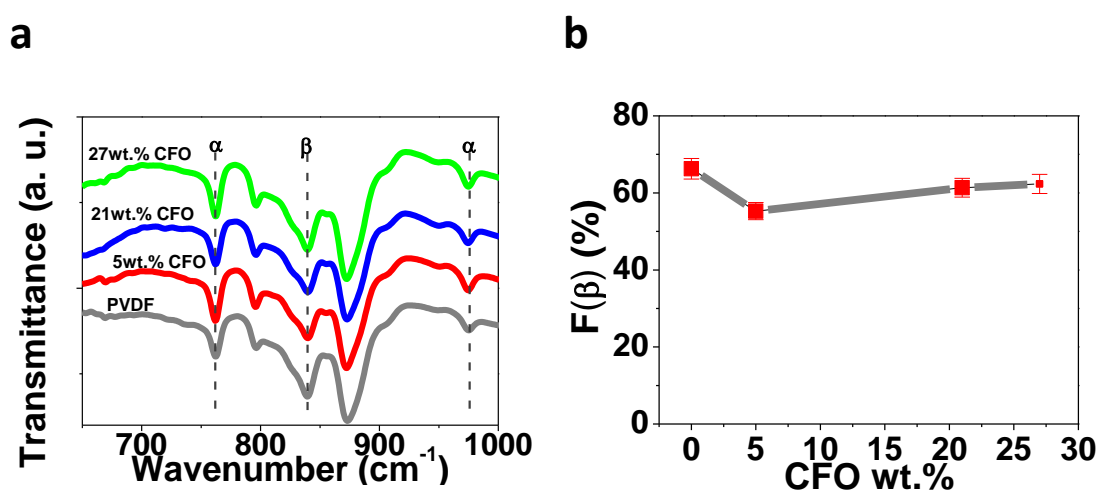 a
Transmittance (a. u.)
α
β
α
27wt.% CFO
21wt.% CFO
5wt.% CFO
PVDF
700
800
900
1000
Wavenumber (cm⁻¹)
b
F(β) (%)
80
60
40
20
0
0
5
10
15
20
25
30
CFO wt.%